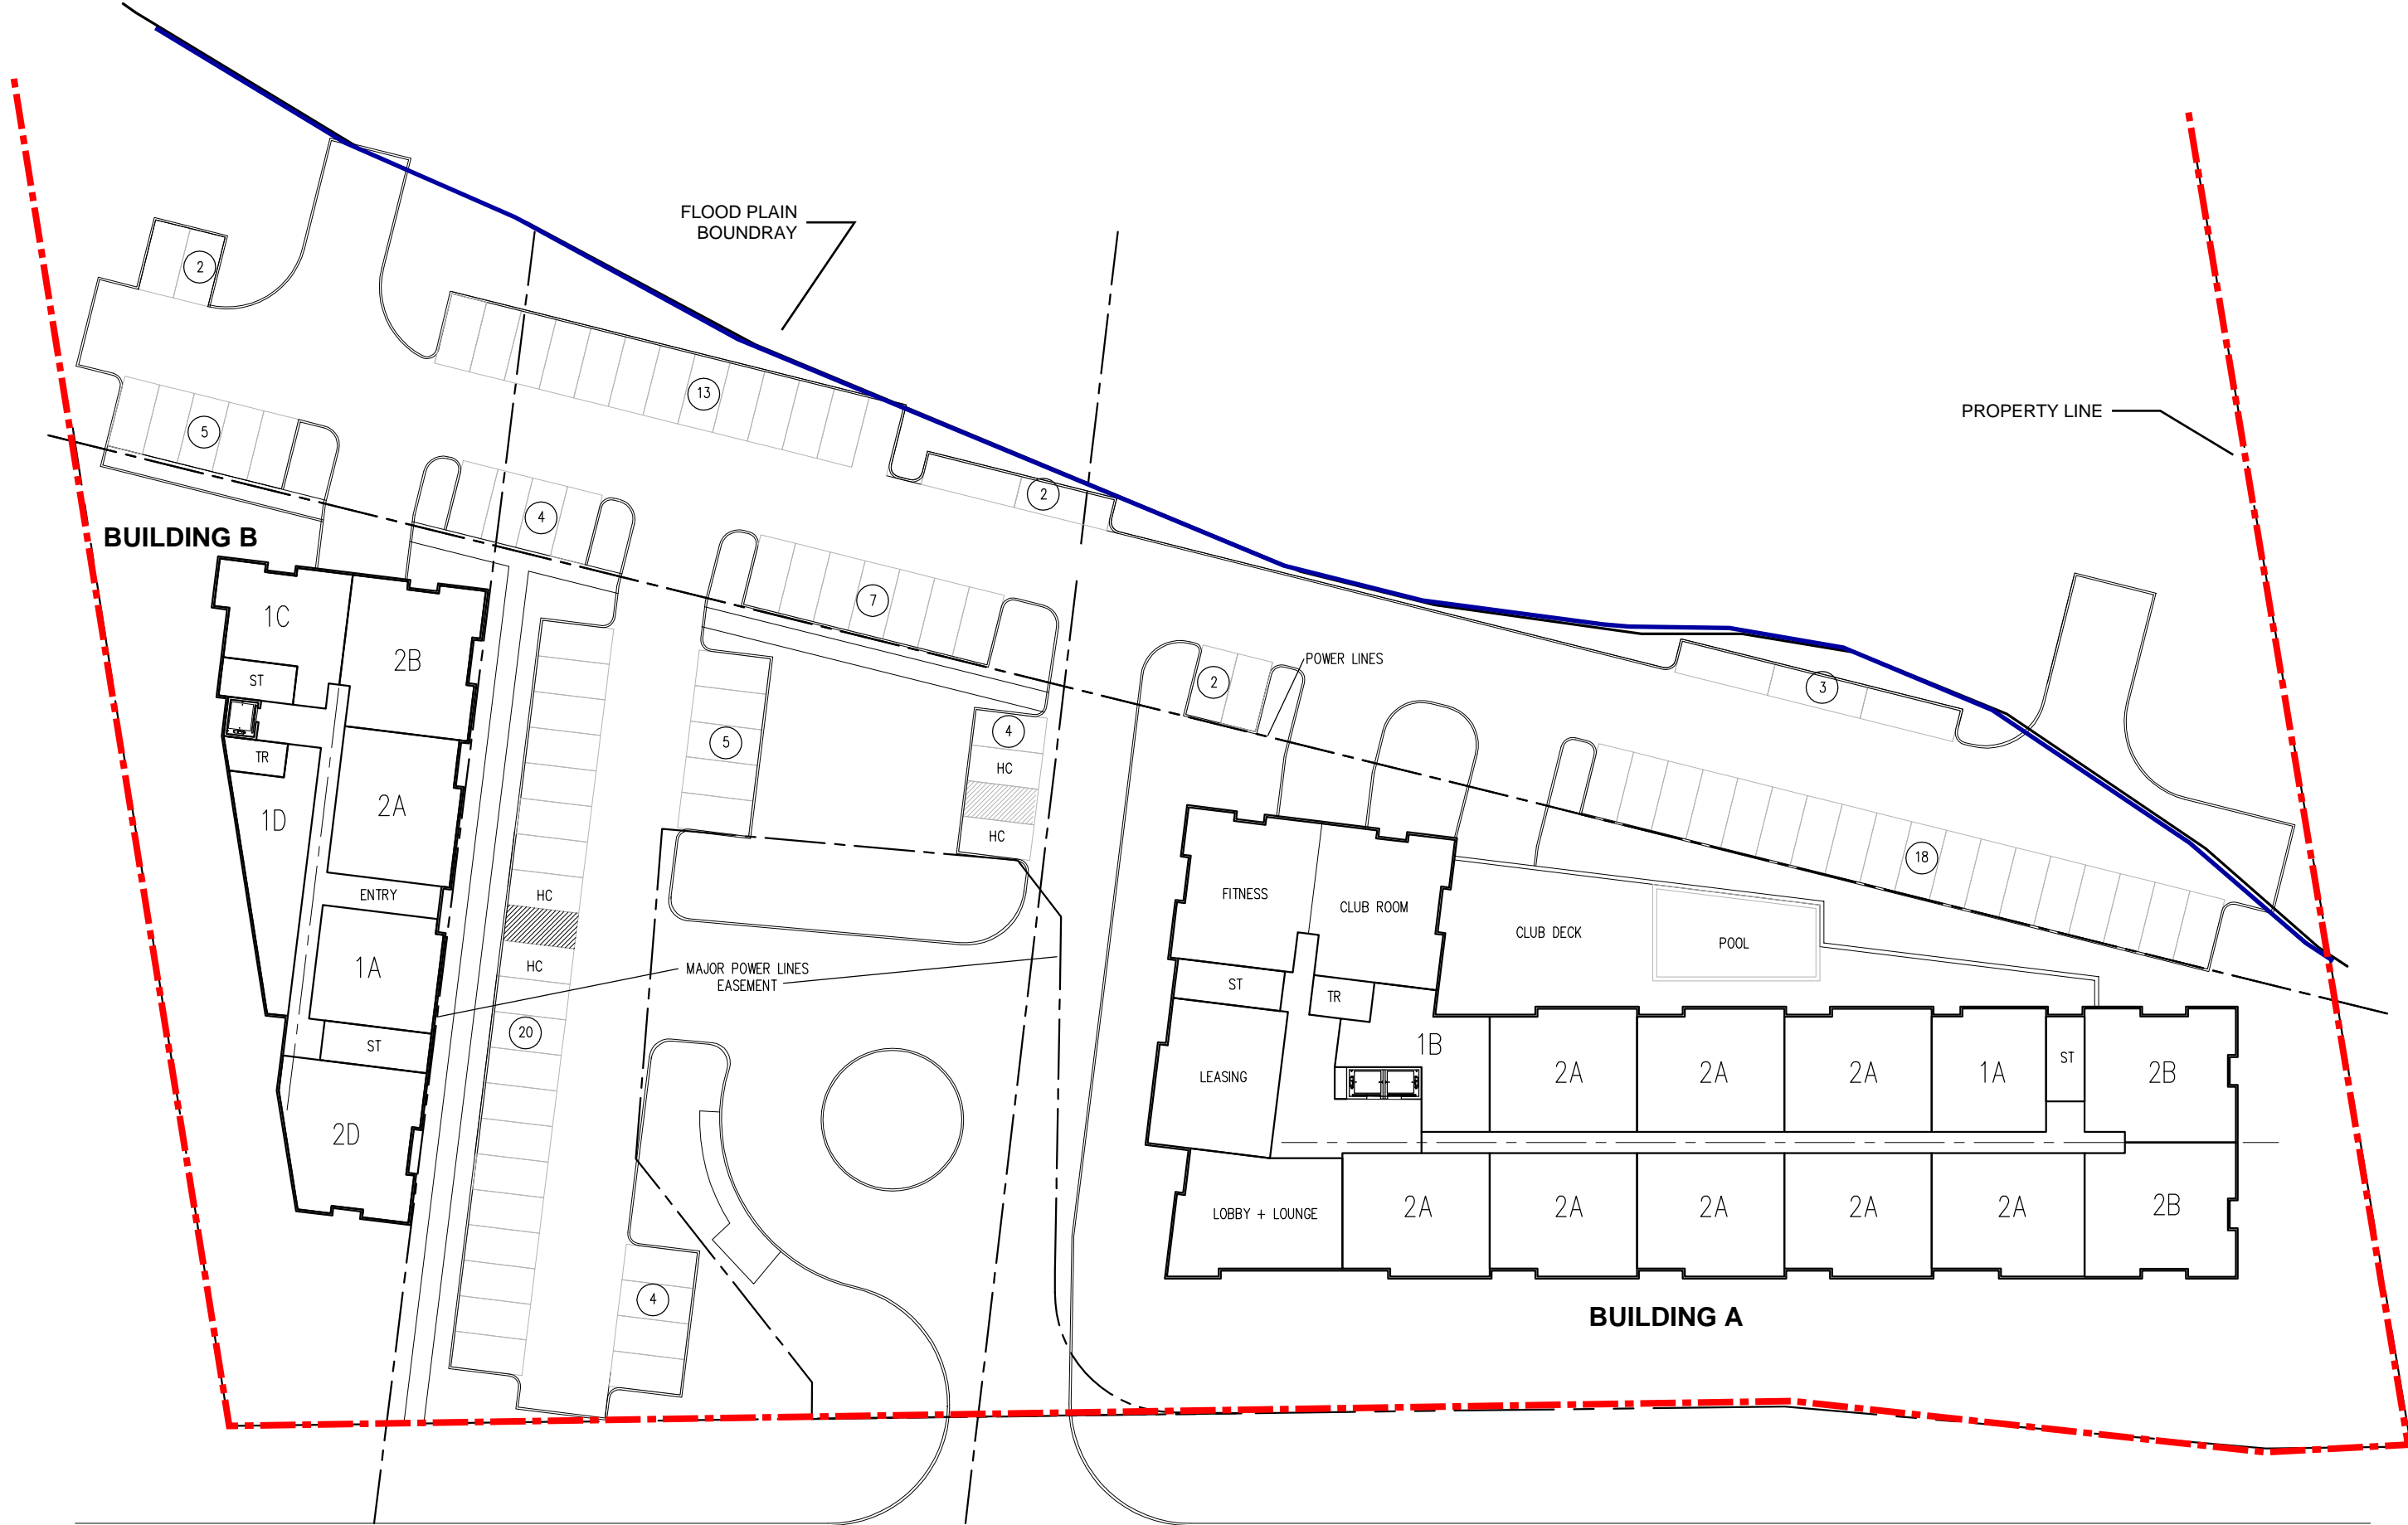 FLOOD PLAIN
BOUNDRAY
2
13
PROPERTY LINE
5
2
4
BUILDING B
7
1C
2B
POWER LINES
ST
2
3
4
5
TR
HC
2A
1D
HC
18
ENTRY
HC
FITNESS
CLUB ROOM
CLUB DECK
POOL
1A
HC
MAJOR POWER LINES
EASEMENT
ST
TR
20
ST
1B
2A
2A
2A
1A
ST
2B
LEASING
2D
LOBBY + LOUNGE
2A
2A
2A
2A
2A
2B
4
BUILDING A